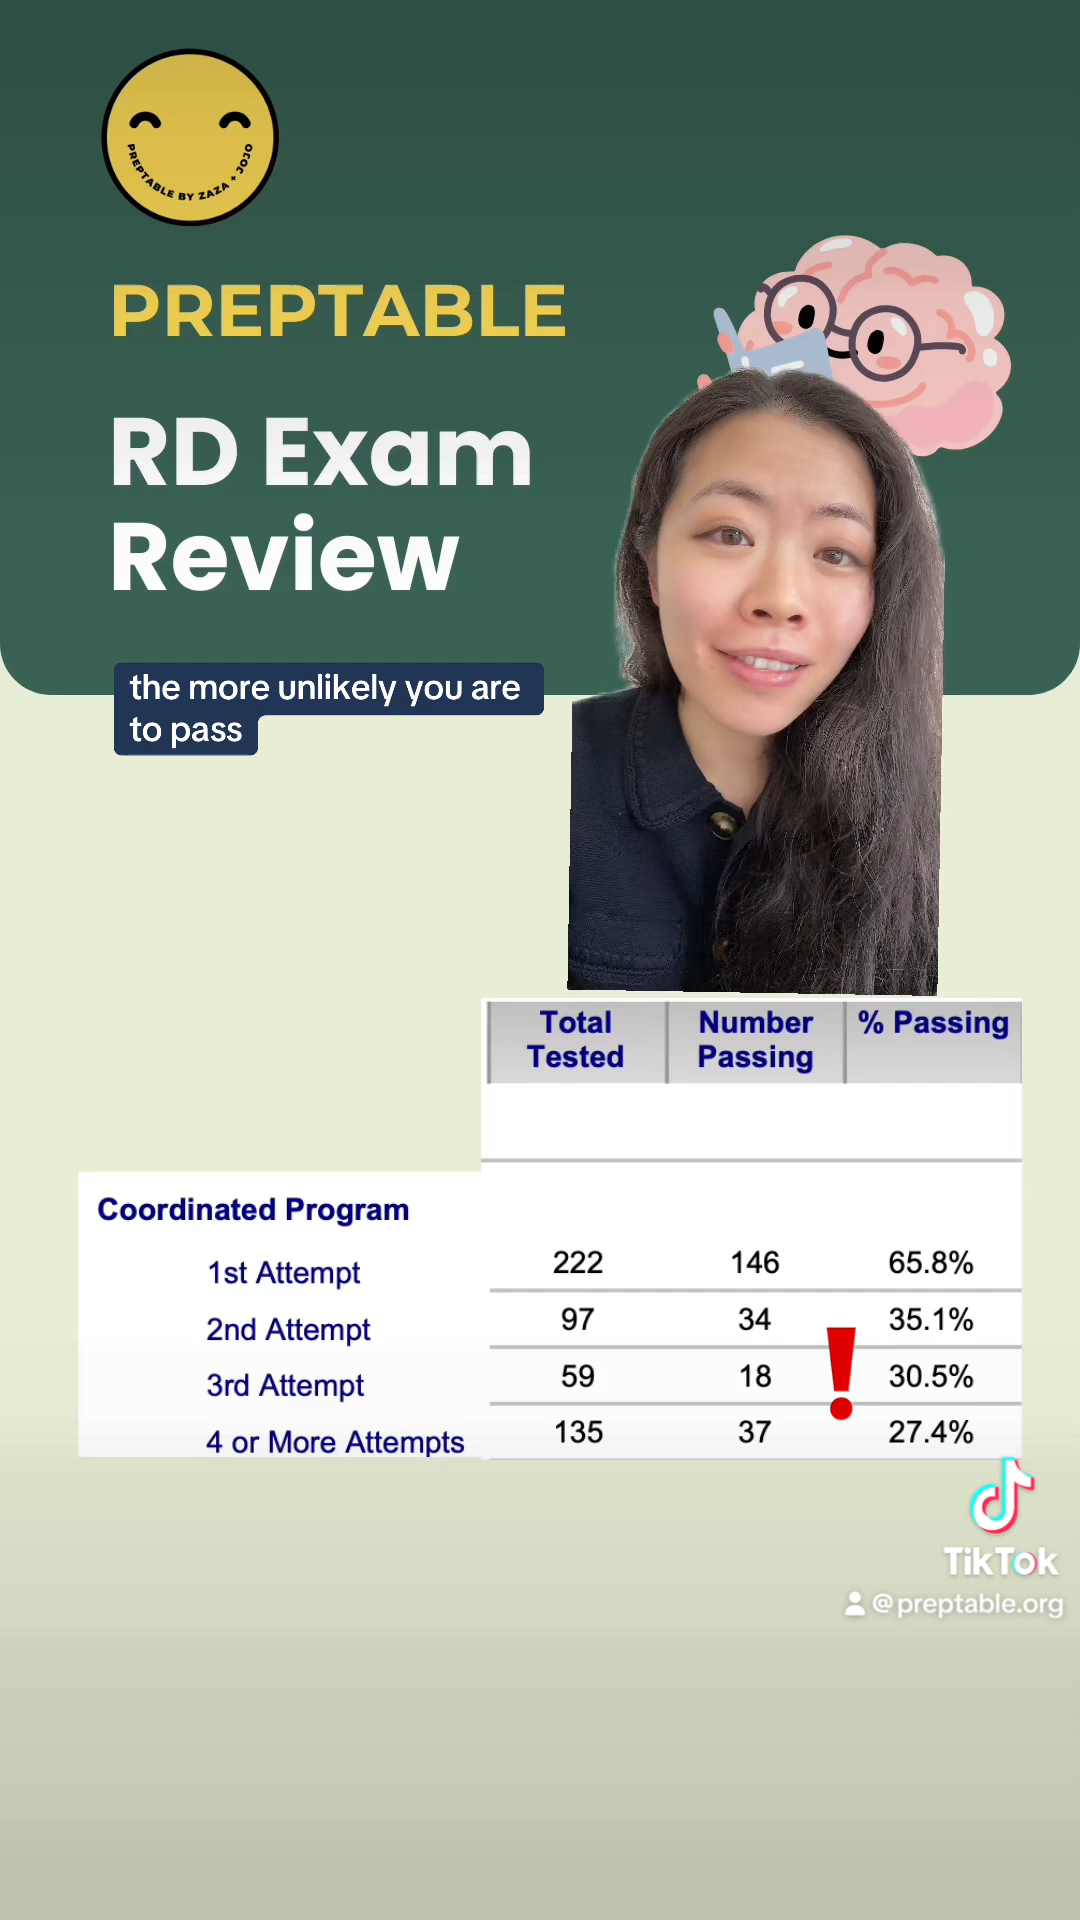 PREPTABLE BY ZAZA + JOJO
PREPTABLE
RD Exam
Review
the more unlikely you are
to pass
Total Tested Number Passing % Passing
Coordinated Program
1st Attempt 222 146 65.8%
2nd Attempt 97 34 35.1%
3rd Attempt 59 18 30.5%
4 or More Attempts 135 37 27.4%
!
TikTok
@preptable.org